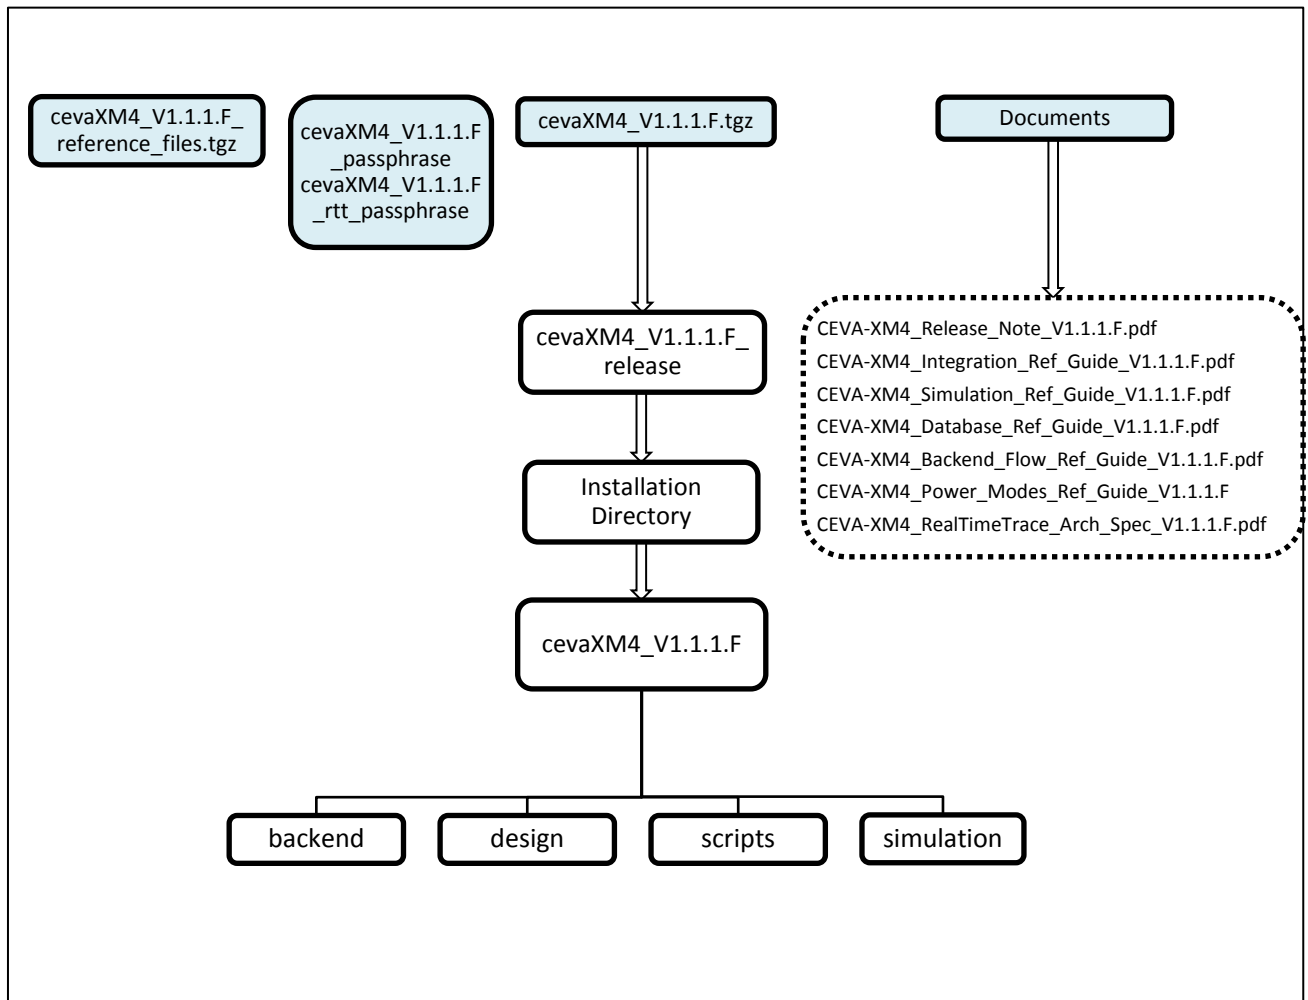 cevaXM4_V1.1.1.F_
reference_files.tgz
cevaXM4_V1.1.1.F
_passphrase
cevaXM4_V1.1.1.F
_rtt_passphrase
cevaXM4_V1.1.1.F.tgz
Documents
cevaXM4_V1.1.1.F_
release
Installation
Directory
cevaXM4_V1.1.1.F
CEVA-XM4_Release_Note_V1.1.1.F.pdf
CEVA-XM4_Integration_Ref_Guide_V1.1.1.F.pdf
CEVA-XM4_Simulation_Ref_Guide_V1.1.1.F.pdf
CEVA-XM4_Database_Ref_Guide_V1.1.1.F.pdf
CEVA-XM4_Backend_Flow_Ref_Guide_V1.1.1.F.pdf
CEVA-XM4_Power_Modes_Ref_Guide_V1.1.1.F
CEVA-XM4_RealTimeTrace_Arch_Spec_V1.1.1.F.pdf
backend
design
scripts
simulation